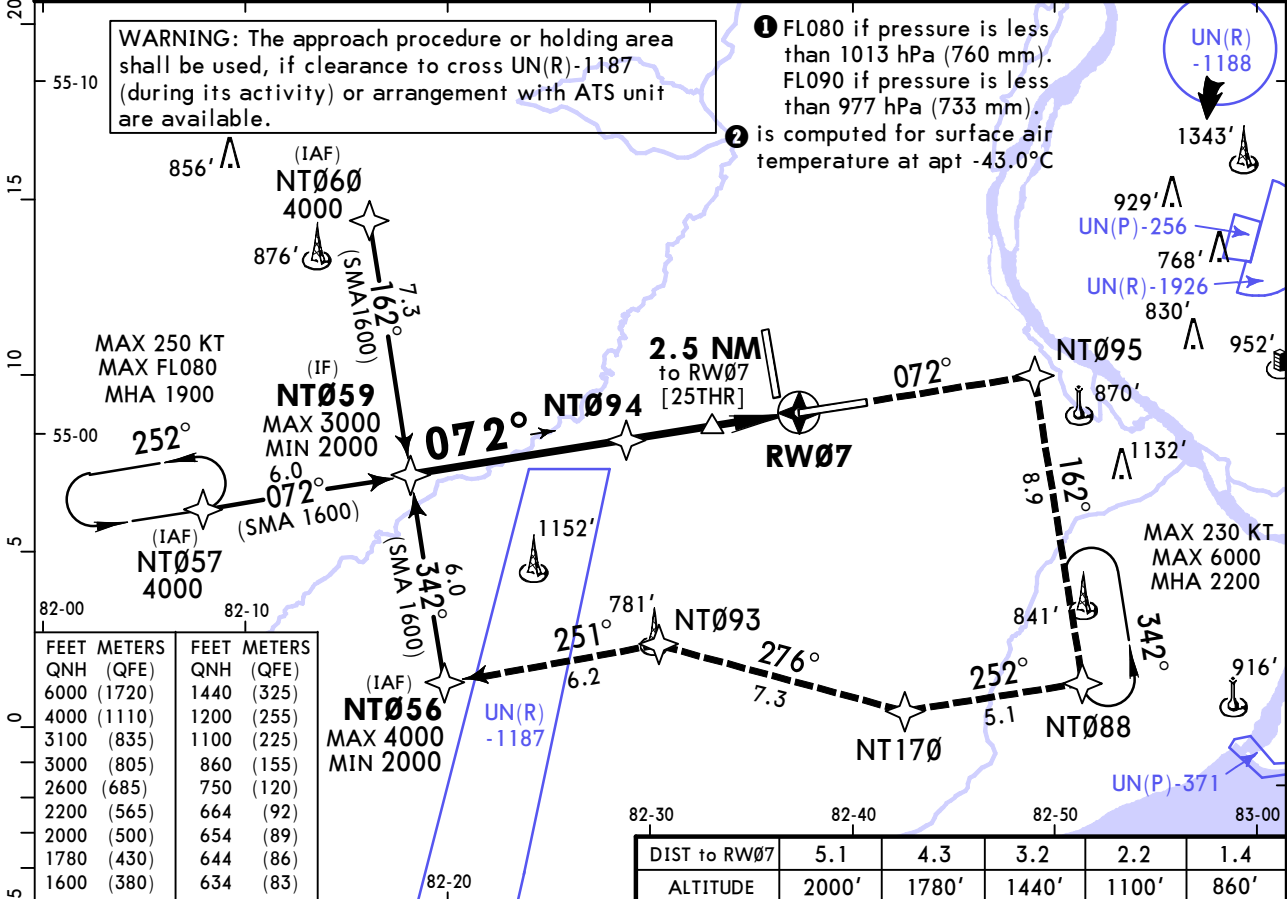 20
15
10
5
0
5
55-10
55-00
WARNING: The approach procedure or holding area
shall be used, if clearance to cross UN(R)-1187
(during its activity) or arrangement with ATS unit
are available.
1 FL080 if pressure is less
than 1013 hPa (760 mm).
FL090 if pressure is less
than 977 hPa (733 mm).
2 is computed for surface air
temperature at apt -43.0°C
UN(R)
-1188
1343'
929'
UN(P)-256
768'
UN(R)-1926
830'
952'
856'
(IAF)
NTØ6Ø
4000
876'
7.3
162°
(SMA1600)
MAX 250 KT
MAX FL080
MHA 1900
252°
(IF)
NTØ59
MAX 3000
MIN 2000
6.0
072°
(SMA 1600)
(IAF)
NTØ57
4000
072°
NTØ94
2.5 NM
to RWØ7
[25THR]
RWØ7
072°
NTØ95
870'
1132'
162°
8.9
MAX 230 KT
MAX 6000
MHA 2200
841'
342°
NTØ88
916'
UN(P)-371
252°
5.1
NT17Ø
276°
7.3
NTØ93
781'
251°
6.2
1152'
UN(R)
-1187
6.0
342°
(SMA 1600)
(IAF)
NTØ56
MAX 4000
MIN 2000
82-00
82-10
82-20
82-30
82-40
82-50
83-00
FEET METERS FEET METERS
QNH (QFE) QNH (QFE)
6000 (1720) 1440 (325)
4000 (1110) 1200 (255)
3100 (835) 1100 (225)
3000 (805) 860 (155)
2600 (685) 750 (120)
2200 (565) 664 (92)
2000 (500) 654 (89)
1780 (430) 644 (86)
1600 (380) 634 (83)
DIST to RWØ7 5.1 4.3 3.2 2.2 1.4
ALTITUDE 2000' 1780' 1440' 1100' 860'